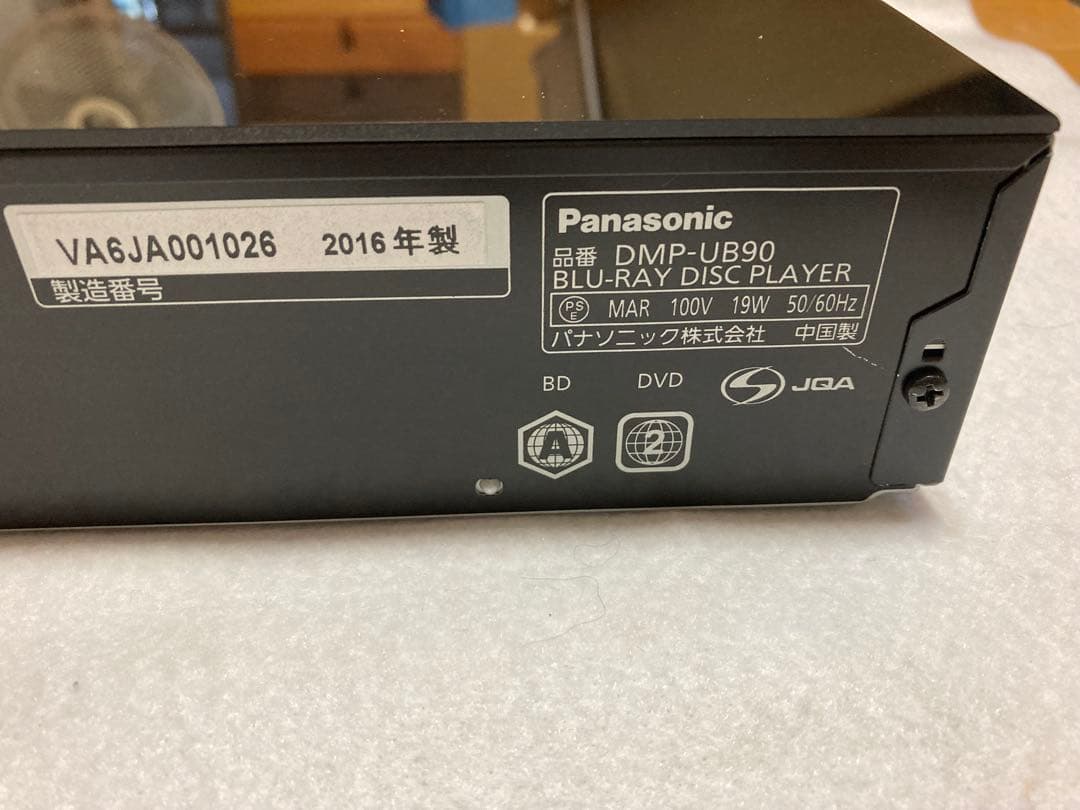 VA6JA001026 2016年製
製造番号
Panasonic
品番 DMP-UB90
BLU-RAY DISC PLAYER
PS E MAR 100V 19W 50/60Hz
パナソニック株式会社 中国製
BD DVD S JQA
A 2